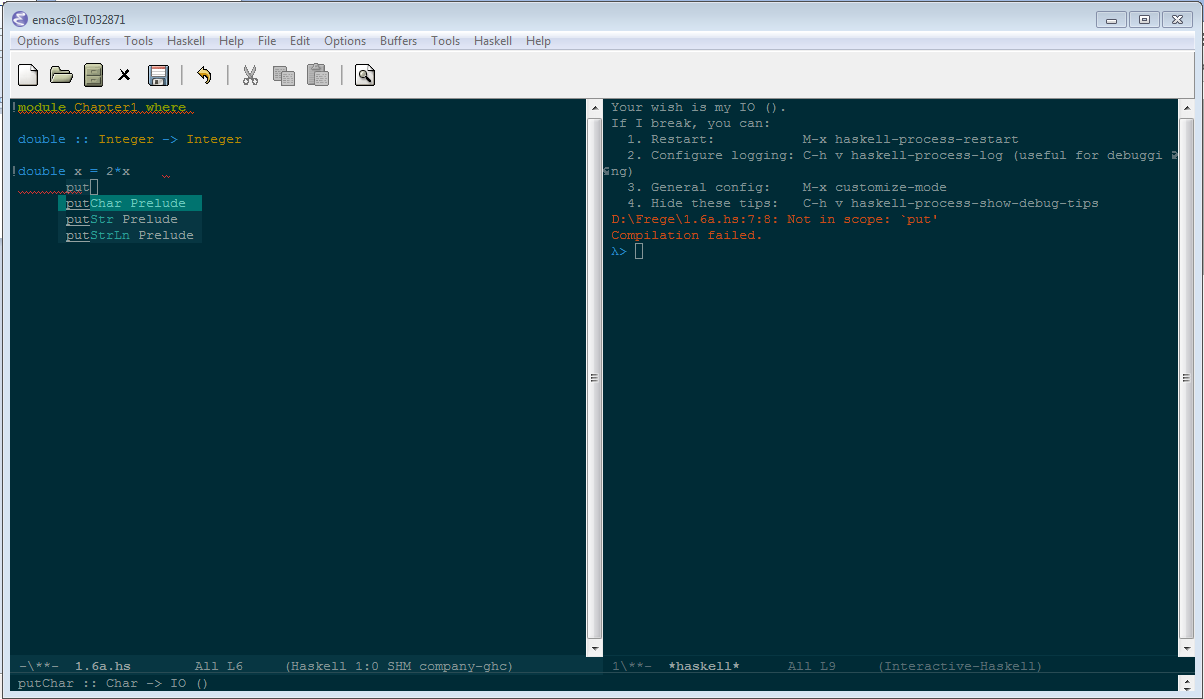 emacs@LT032871
Options Buffers Tools Haskell Help File Edit Options Buffers Tools Haskell Help
!module Chapter1 where
double :: Integer -> Integer
!double x = 2*x
put
putChar Prelude
putStr Prelude
putStrLn Prelude
-\**- 1.6a.hs All L6 (Haskell 1:0 SHM company-ghc)
Your wish is my IO ().
If I break, you can:
1. Restart: M-x haskell-process-restart
2. Configure logging: C-h v haskell-process-log (useful for debuggi
ng)
3. General config: M-x customize-mode
4. Hide these tips: C-h v haskell-process-show-debug-tips
D:\Frege\1.6a.hs:7:8: Not in scope: `put'
Compilation failed.
λ>
1\**- *haskell* All L9 (Interactive-Haskell)
putChar :: Char -> IO ()